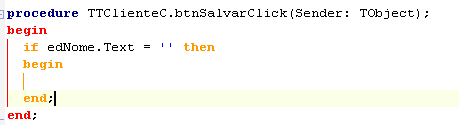 procedure TTClienteC.btnSalvarClick(Sender: TObject);
begin
if edNome.Text = '' then
begin
end;
end;